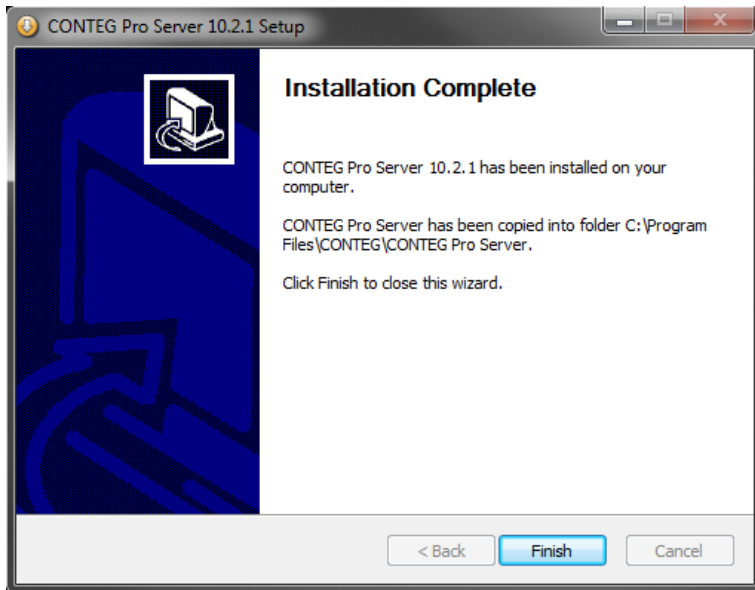 CONTEG Pro Server 10.2.1 Setup
Installation Complete
CONTEG Pro Server 10.2.1 has been installed on your
computer.
CONTEG Pro Server has been copied into folder C:\Program
Files\CONTEG\CONTEG Pro Server.
Click Finish to close this wizard.
< Back Finish Cancel